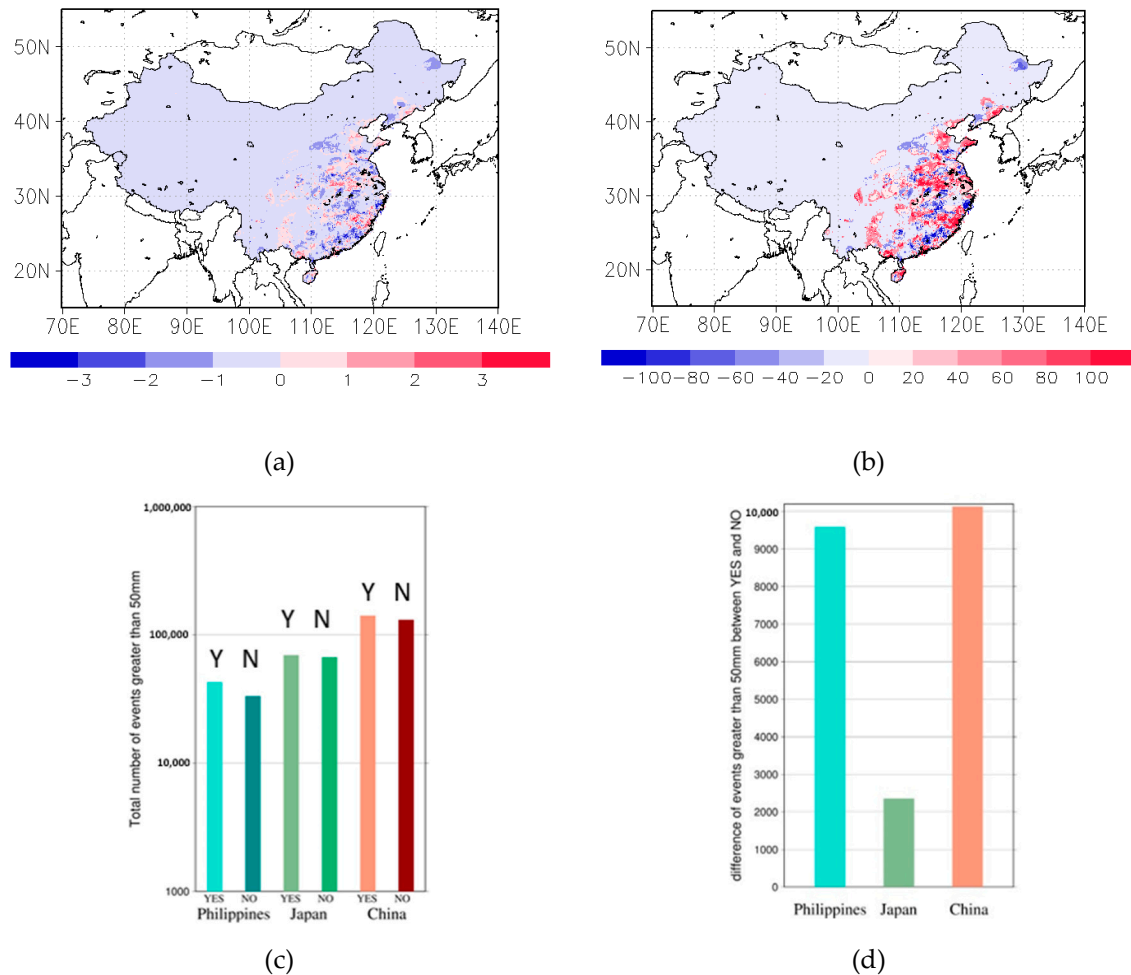 50N
40N
30N
20N
70E 80E 90E 100E 110E 120E 130E 140E
-3 -2 -1 0 1 2 3
(a)
50N
40N
30N
20N
70E 80E 90E 100E 110E 120E 130E 140E
-100 -80 -60 -40 -20 0 20 40 60 80 100
(b)
Total number of events greater than 50mm
1,000,000
100,000
10,000
1000
Y N Y N Y N
YES NO YES NO YES NO
Philippines Japan China
(c)
difference of events greater than 50mm between YES and NO
10,000
9000
8000
7000
6000
5000
4000
3000
2000
1000
0
Philippines Japan China
(d)